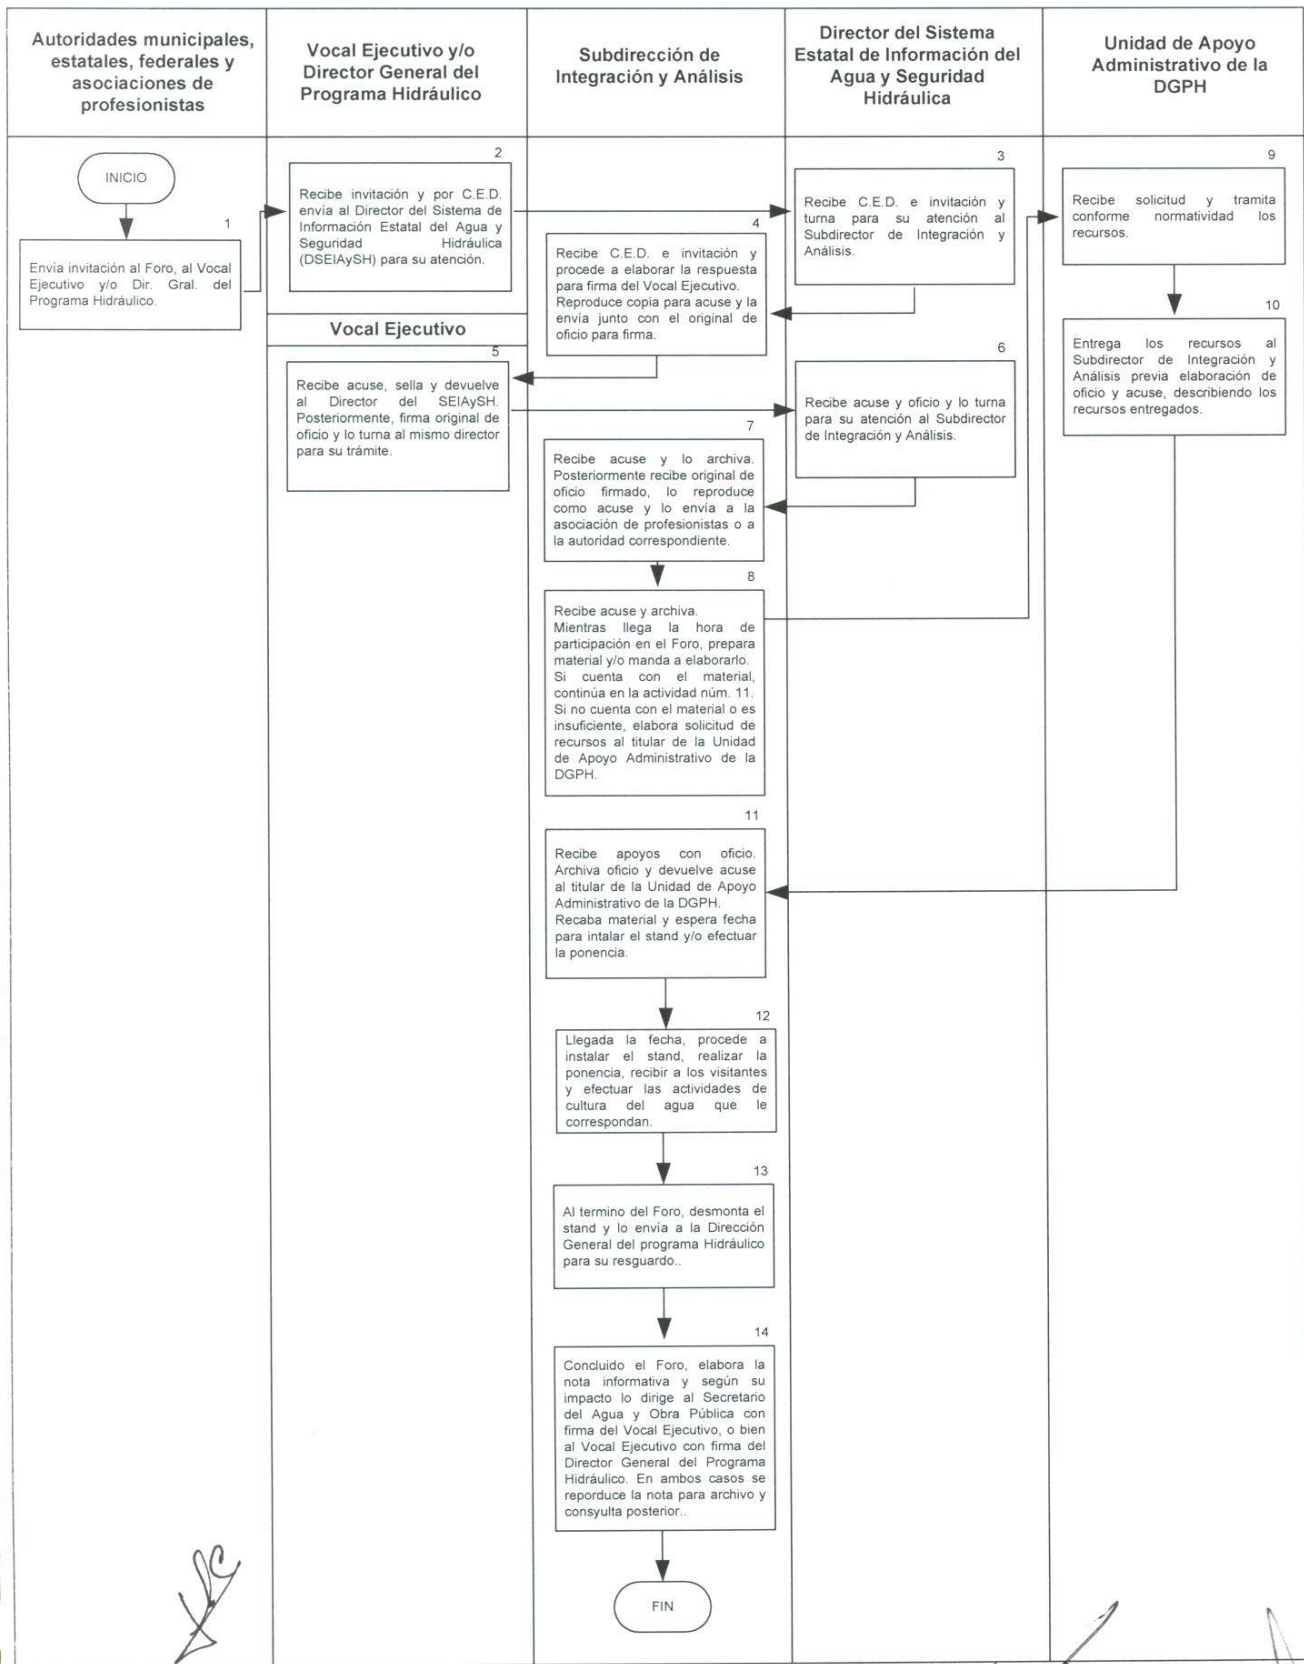 Autoridades municipales,
estatales, federales y
asociaciones de
profesionistas
Vocal Ejecutivo y/o
Director General del
Programa Hidráulico
Subdirección de
Integración y Análisis
Director del Sistema
Estatal de Información del
Agua y Seguridad
Hidráulica
Unidad de Apoyo
Administrativo de la
DGPH
INICIO
1
Envia invitación al Foro, al Vocal
Ejecutivo y/o Dir. Gral. del
Programa Hidráulico.
2
Recibe invitación y por C.E.D.
envía al Director del Sistema de
Información Estatal del Agua y
Seguridad Hidráulica
(DSEIAySH) para su atención.
3
Recibe C.E.D. e invitación y
turna para su atención al
Subdirector de Integración y
Análisis.
4
Recibe C.E.D. e invitación y
procede a elaborar la respuesta
para firma del Vocal Ejecutivo.
Reproduce copia para acuse y la
envia junto con el original de
oficio para firma.
Vocal Ejecutivo
5
Recibe acuse, sella y devuelve
al Director del SEIAySH.
Posteriormente, firma original de
oficio y lo turna al mismo director
para su trámite.
6
Recibe acuse y oficio y lo turna
para su atención al Subdirector
de Integración y Análisis.
7
Recibe acuse y lo archiva.
Posteriormente recibe original de
oficio firmado, lo reproduce
como acuse y lo envía a la
asociación de profesionistas o a
la autoridad correspondiente.
8
Recibe acuse y archiva.
Mientras llega la hora de
participación en el Foro, prepara
material y/o manda a elaborarlo.
Si cuenta con el material,
continúa en la actividad núm. 11.
Si no cuenta con el material o es
insuficiente, elabora solicitud de
recursos al titular de la Unidad
de Apoyo Administrativo de la
DGPH.
9
Recibe solicitud y tramita
conforme normatividad los
recursos.
10
Entrega los recursos al
Subdirector de Integración y
Análisis previa elaboración de
oficio y acuse, describiendo los
recursos entregados.
11
Recibe apoyos con oficio.
Archiva oficio y devuelve acuse
al titular de la Unidad de Apoyo
Administrativo de la DGPH.
Recaba material y espera fecha
para intalar el stand y/o efectuar
la ponencia.
12
Llegada la fecha, procede a
instalar el stand, realizar la
ponencia, recibir a los visitantes
y efectuar las actividades de
cultura del agua que le
correspondan.
13
Al termino del Foro, desmonta el
stand y lo envía a la Dirección
General del programa Hidráulico
para su resguardo..
14
Concluido el Foro, elabora la
nota informativa y según su
impacto lo dirige al Secretario
del Agua y Obra Pública con
firma del Vocal Ejecutivo, o bien
al Vocal Ejecutivo con firma del
Director General del Programa
Hidráulico. En ambos casos se
reporduce la nota para archivo y
consyulta posterior..
FIN